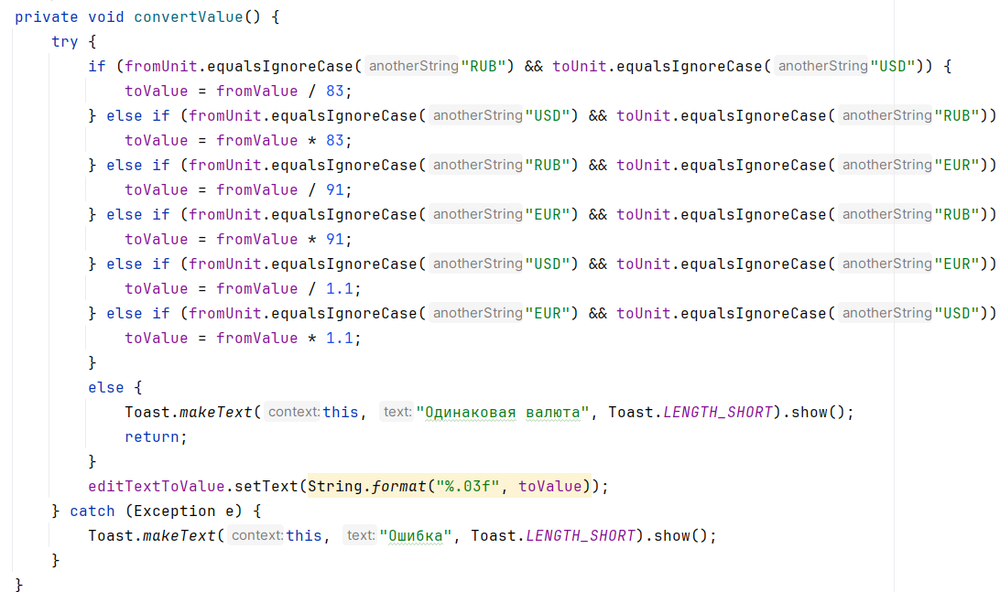 private void convertValue() {
try {
if (fromUnit.equalsIgnoreCase( anotherString "RUB") && toUnit.equalsIgnoreCase( anotherString "USD")) {
toValue = fromValue / 83;
} else if (fromUnit.equalsIgnoreCase( anotherString "USD") && toUnit.equalsIgnoreCase( anotherString "RUB"))
toValue = fromValue * 83;
} else if (fromUnit.equalsIgnoreCase( anotherString "RUB") && toUnit.equalsIgnoreCase( anotherString "EUR"))
toValue = fromValue / 91;
} else if (fromUnit.equalsIgnoreCase( anotherString "EUR") && toUnit.equalsIgnoreCase( anotherString "RUB"))
toValue = fromValue * 91;
} else if (fromUnit.equalsIgnoreCase( anotherString "USD") && toUnit.equalsIgnoreCase( anotherString "EUR"))
toValue = fromValue / 1.1;
} else if (fromUnit.equalsIgnoreCase( anotherString "EUR") && toUnit.equalsIgnoreCase( anotherString "USD"))
toValue = fromValue * 1.1;
}
else {
Toast.makeText( context: this, text: "Одинаковая валюта", Toast.LENGTH_SHORT).show();
return;
}
editTextToValue.setText(String.format("%.03f", toValue));
} catch (Exception e) {
Toast.makeText( context: this, text: "Ошибка", Toast.LENGTH_SHORT).show();
}
}